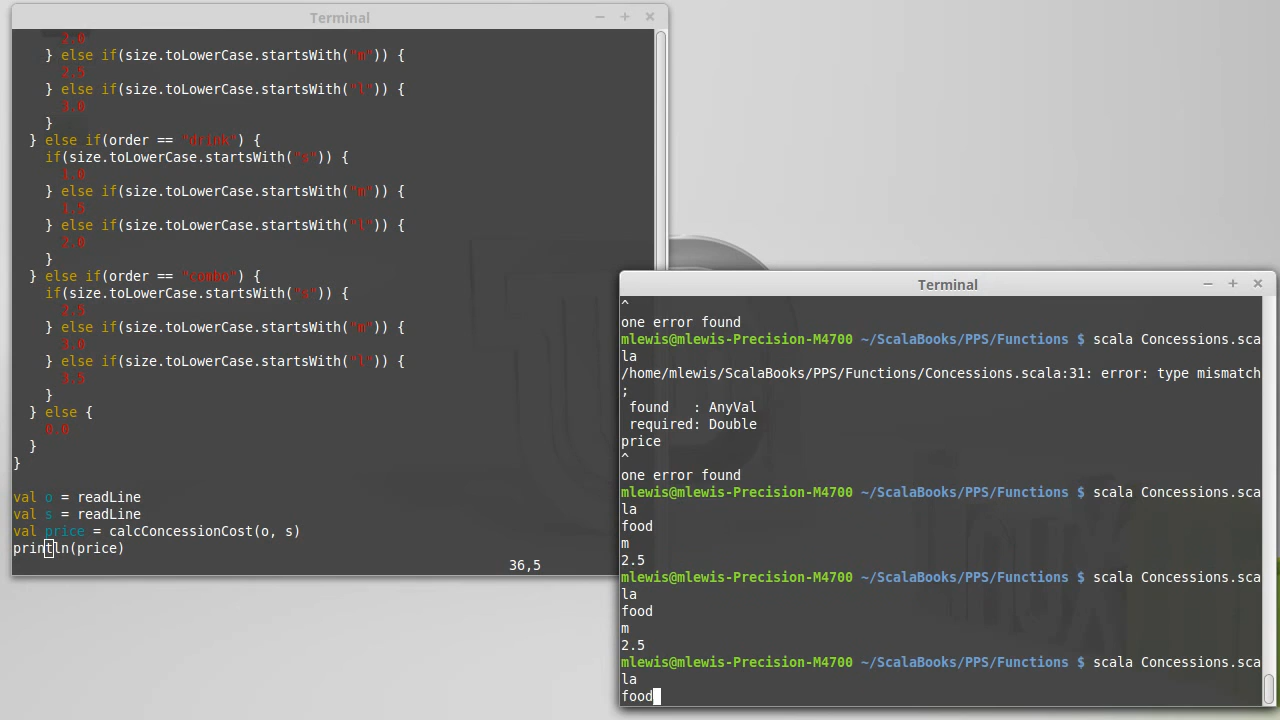 Terminal
2.0
} else if(size.toLowerCase.startsWith("m")) {
2.5
} else if(size.toLowerCase.startsWith("l")) {
3.0
}
} else if(order == "drink") {
if(size.toLowerCase.startsWith("s")) {
1.0
} else if(size.toLowerCase.startsWith("m")) {
1.5
} else if(size.toLowerCase.startsWith("l")) {
2.0
}
} else if(order == "combo") {
if(size.toLowerCase.startsWith("s")) {
2.5
} else if(size.toLowerCase.startsWith("m")) {
3.0
} else if(size.toLowerCase.startsWith("l")) {
3.5
}
} else {
0.0
}
}
val o = readLine
val s = readLine
val price = calcConcessionCost(o, s)
println(price)
36,5
Terminal
^
one error found
mlewis@mlewis-Precision-M4700 ~/ScalaBooks/PPS/Functions $ scala Concessions.sca
la
/home/mlewis/ScalaBooks/PPS/Functions/Concessions.scala:31: error: type mismatch
;
found   : AnyVal
required: Double
price
^
one error found
mlewis@mlewis-Precision-M4700 ~/ScalaBooks/PPS/Functions $ scala Concessions.sca
la
food
m
2.5
mlewis@mlewis-Precision-M4700 ~/ScalaBooks/PPS/Functions $ scala Concessions.sca
la
food
m
2.5
mlewis@mlewis-Precision-M4700 ~/ScalaBooks/PPS/Functions $ scala Concessions.sca
la
food